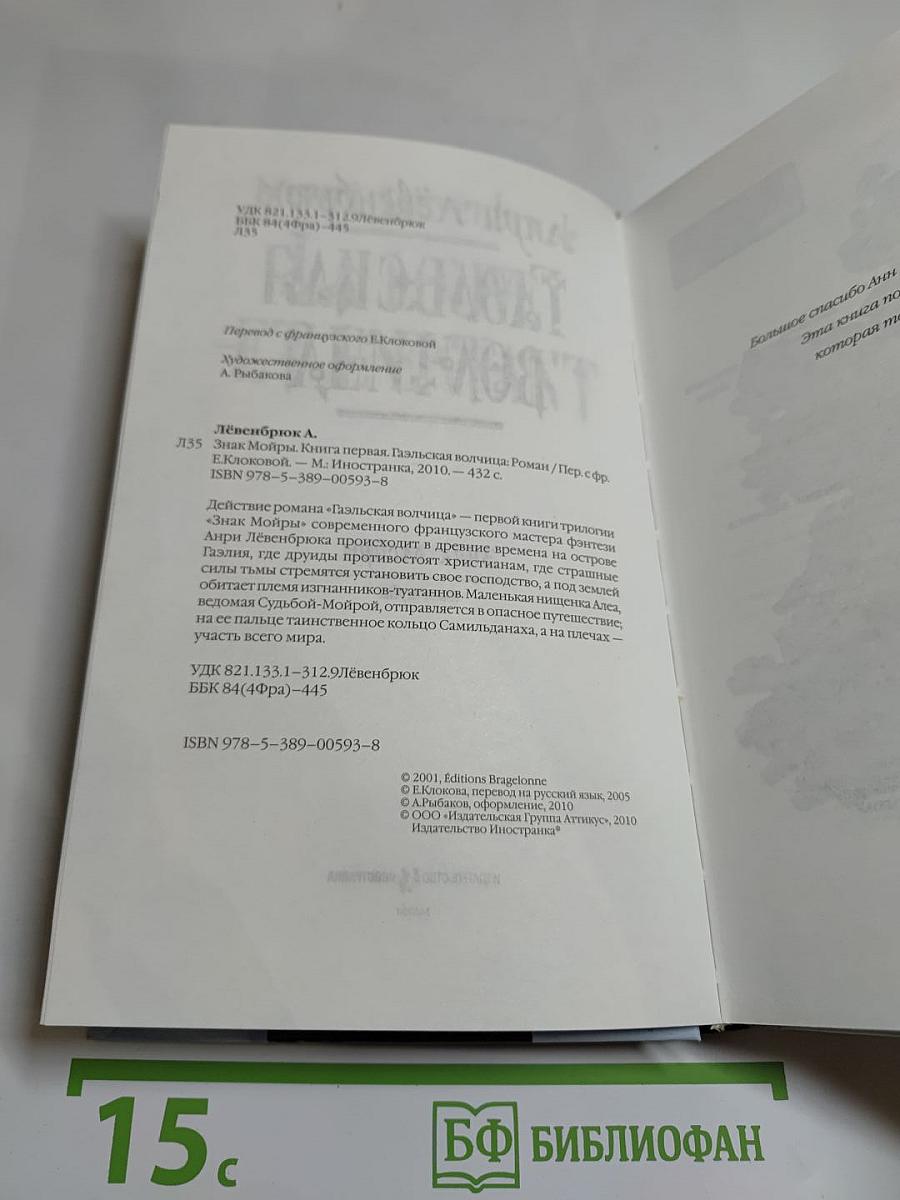 УДК 821.133.1–312.9Лёвенбрюк
ББК 84(4Фра)–445
Л35
Перевод с французского Е.Клоковой
Художественное оформление
А. Рыбакова
Лёвенбрюк А.
Л35 Знак Мойры. Книга первая. Гаэльская волчица: Роман / Пер. с фр.
Е.Клоковой. — М.: Иностранка, 2010. — 432 с.
ISBN 978–5–389–00593–8
Действие романа «Гаэльская волчица» — первой книги трилогии
«Знак Мойры» современного французского мастера фэнтези
Анри Лёвенбрюка происходит в древние времена на острове
Гаэлия, где друиды противостоят христианам, где страшные
силы тьмы стремятся установить свое господство, а под землей
обитает племя изгнанников-туатаннов. Маленькая нищенка Алеа,
ведомая Судьбой-Мойрой, отправляется в опасное путешествие;
на ее пальце таинственное кольцо Самильданаха, а на плечах —
участь всего мира.
УДК 821.133.1–312.9Лёвенбрюк
ББК 84(4Фра)–445
ISBN 978–5–389–00593–8
© 2001, Éditions Bragelonne
© Е.Клокова, перевод на русский язык, 2005
© А.Рыбаков, оформление, 2010
© ООО «Издательская Группа Аттикус», 2010
Издательство Иностранка®
Большое спасибо Анн
Эта книга по
которая
15 с
БФ БИБЛИОФАН